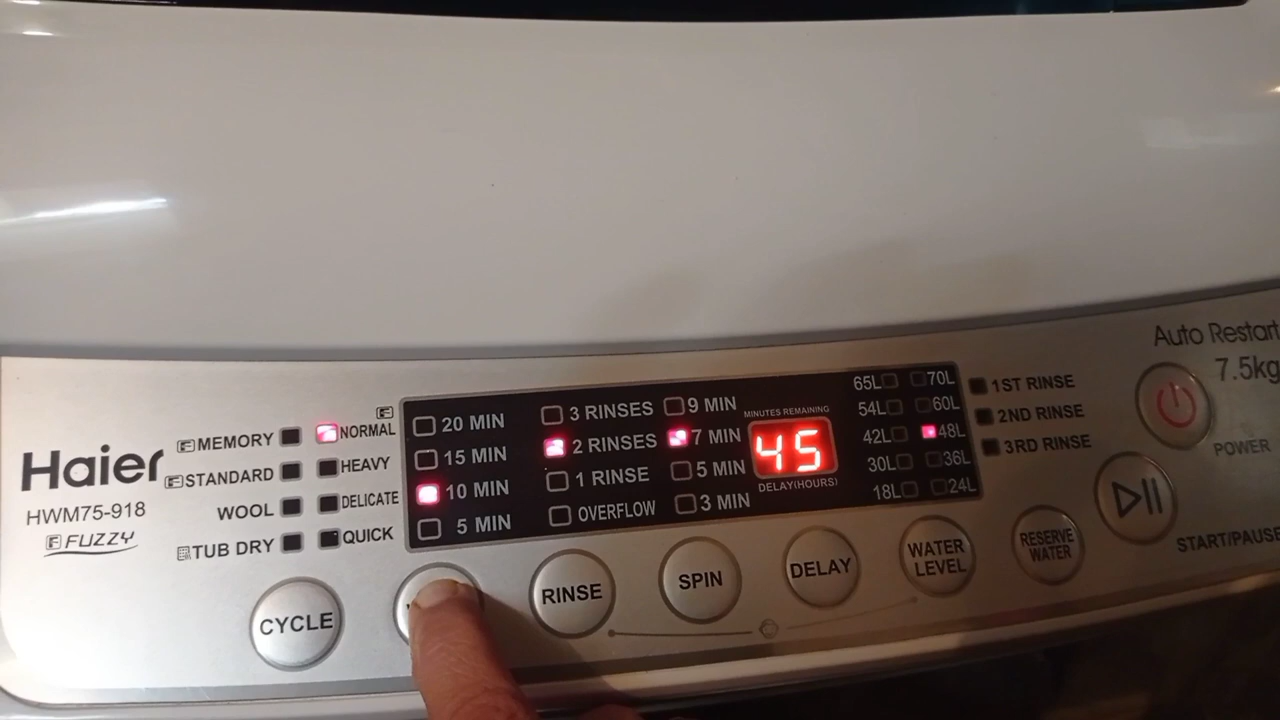 Auto Restart
7.5kg
Haier
HWM75-918
F FUZZY
F MEMORY
F STANDARD
WOOL
TUB DRY
F
NORMAL
HEAVY
DELICATE
QUICK
20 MIN
15 MIN
10 MIN
5 MIN
3 RINSES
2 RINSES
1 RINSE
OVERFLOW
9 MIN
7 MIN
5 MIN
3 MIN
MINUTES REMAINING
45
DELAY(HOURS)
65L 70L
54L 60L
42L 48L
30L 36L
18L 24L
1ST RINSE
2ND RINSE
3RD RINSE
POWER
START/PAUSE
CYCLE
RINSE
SPIN
DELAY
WATER
LEVEL
RESERVE
WATER